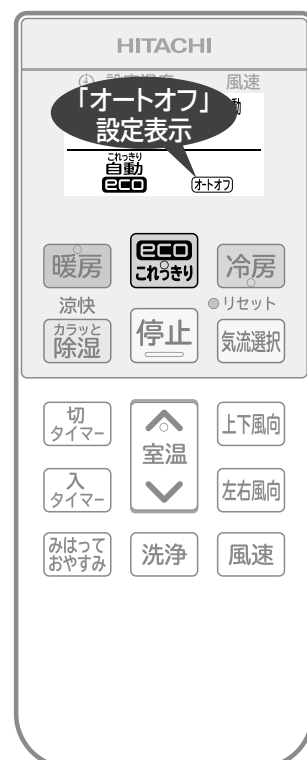 HITACHI
風速
「オートオフ」
設定表示
これっきり
自動
eco
オートオフ
暖房
eco
これっきり
冷房
涼快
カラッと
除湿
停止
リセット
気流選択
切
タイマー
室温
上下風向
入
タイマー
左右風向
みはって
おやすみ
洗浄
風速